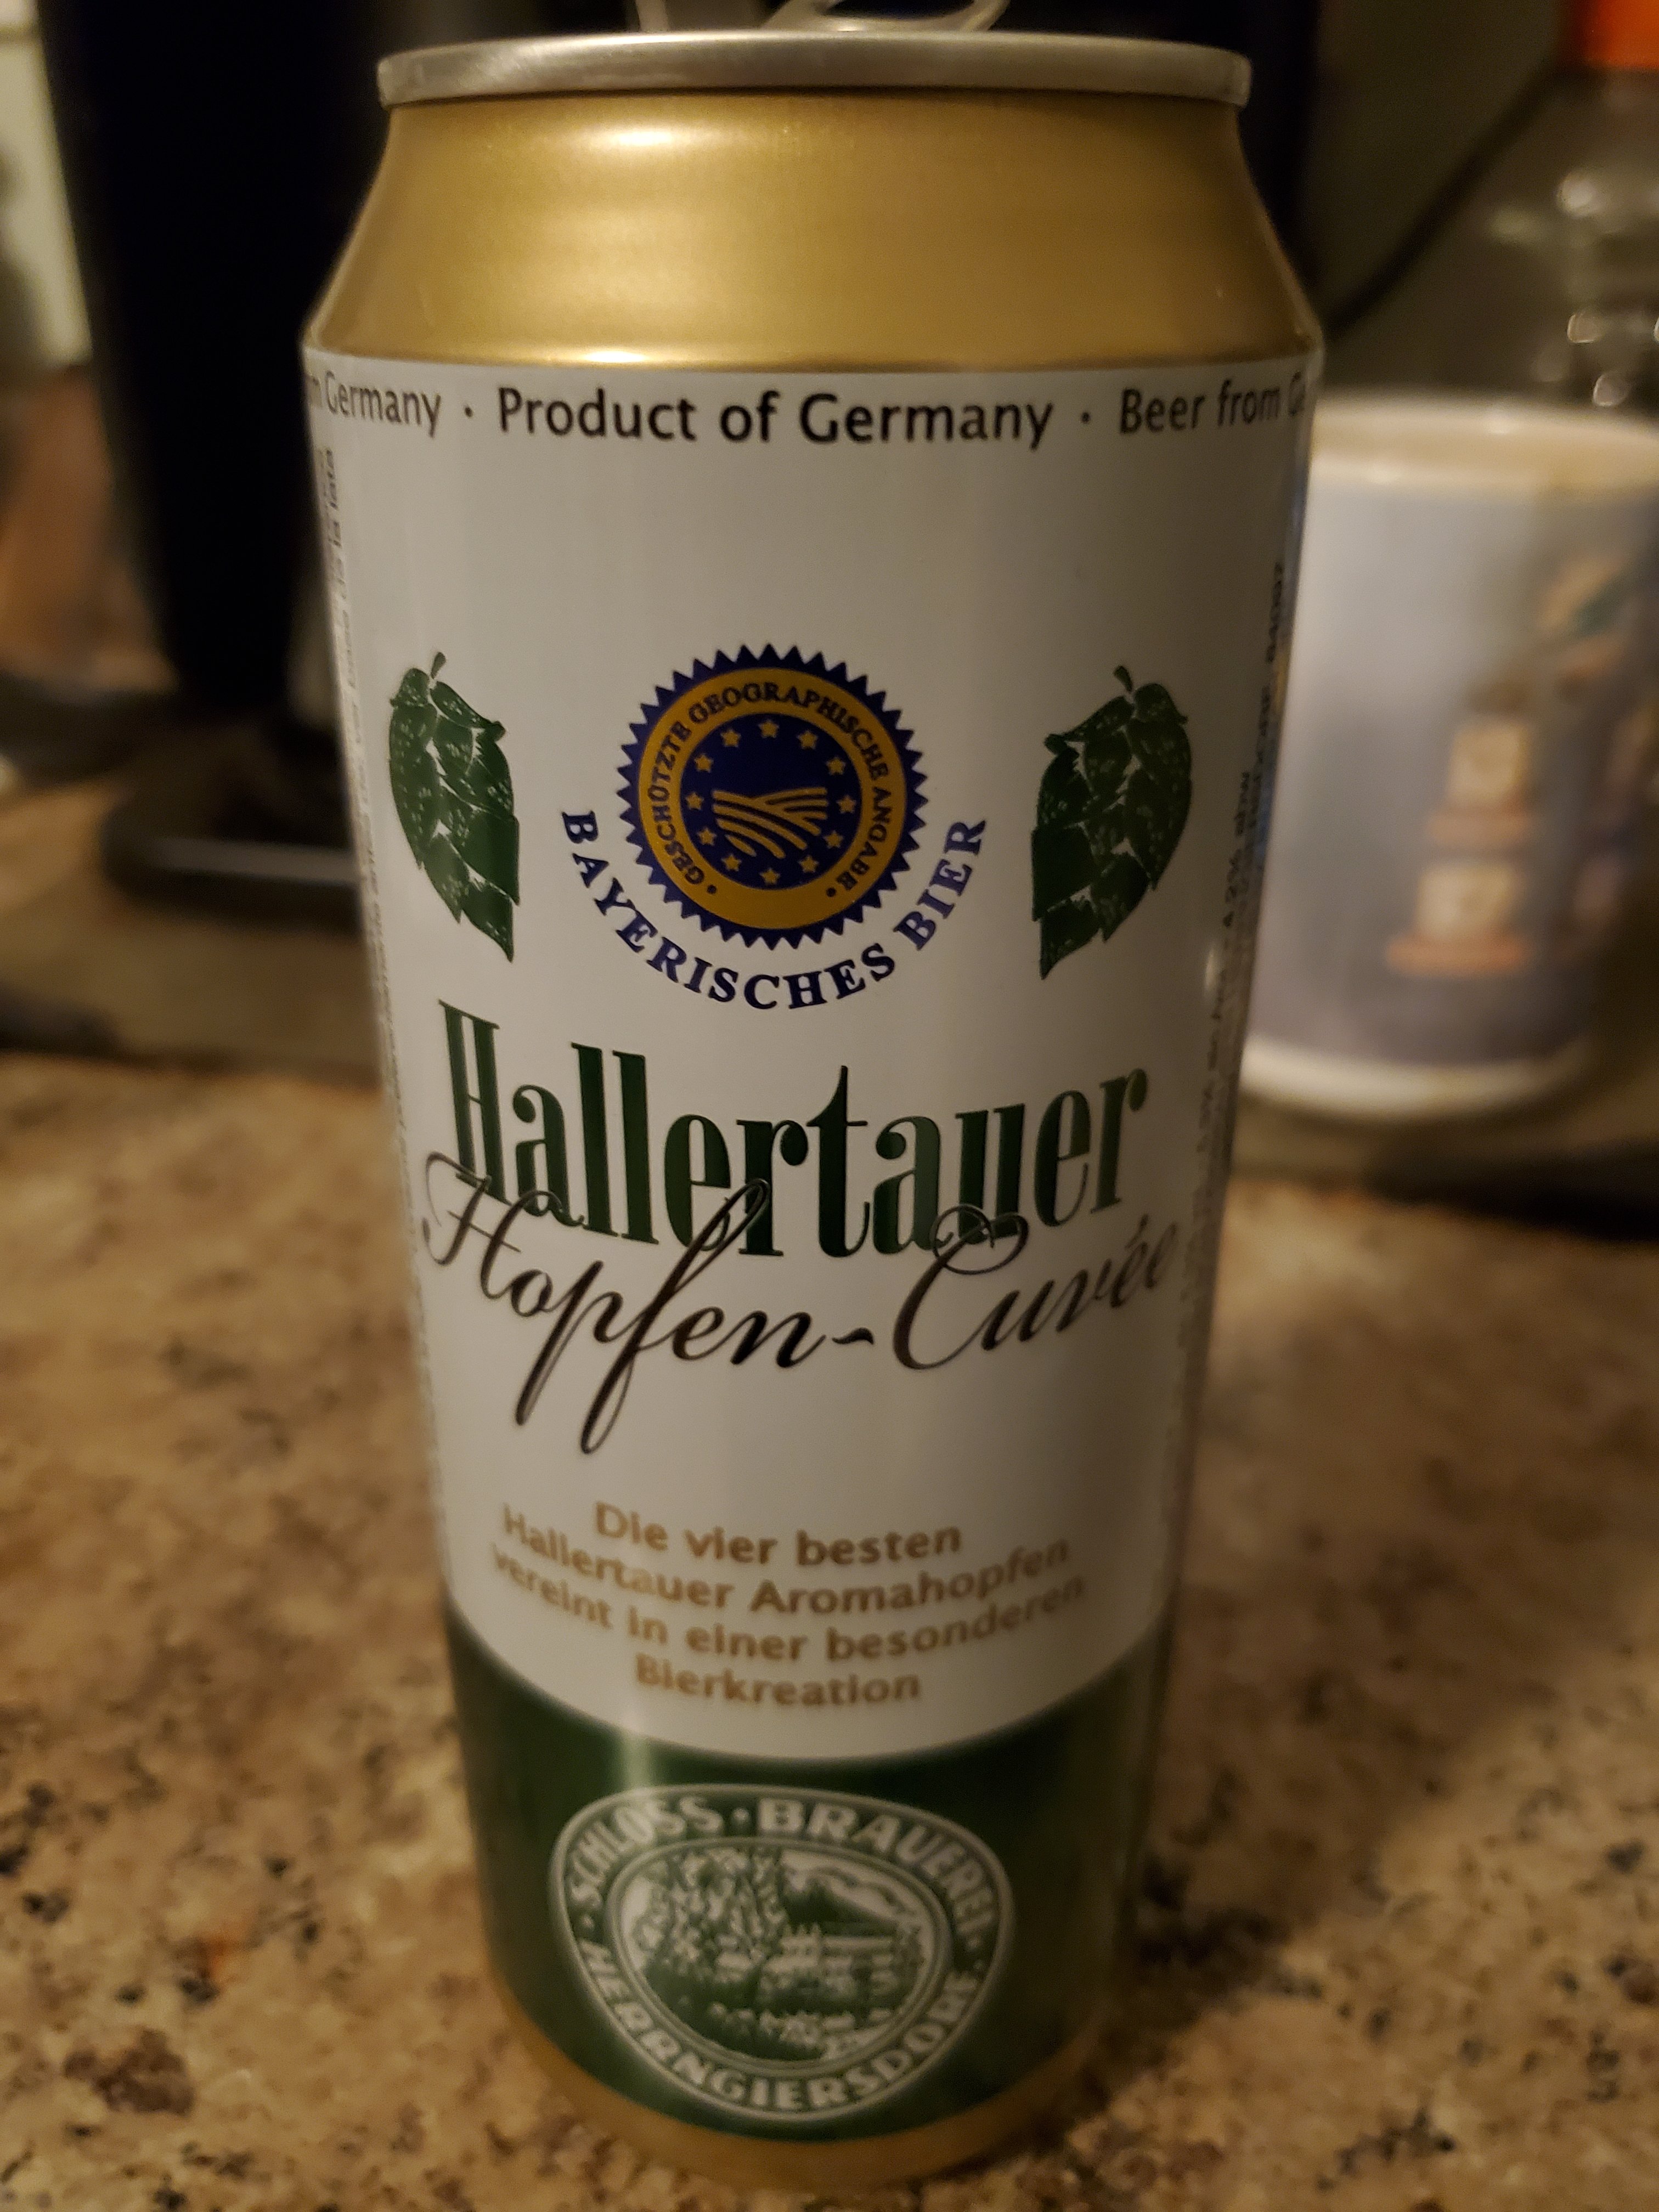 Germany · Product of Germany · Beer from
GESCHÜTZTE GEOGRAPHISCHE ANGABE
BAYERISCHES BIER
Hallertauer
Hopfen-Cuvée
Die vier besten
Hallertauer Aromahopfen
vereint in einer besonderen
Bierkreation
SCHLOSS · BRAUEREI
HERRNGIERSDORF